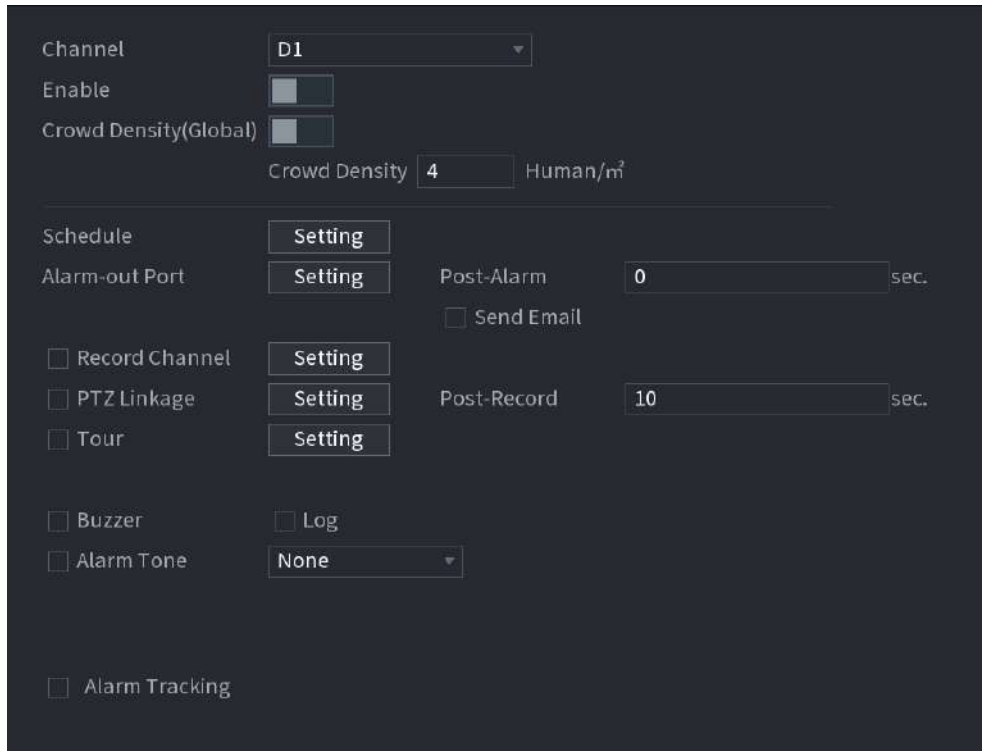 Channel D1
Enable
Crowd Density(Global)
Crowd Density 4 Human/㎡
Schedule Setting
Alarm-out Port Setting Post-Alarm 0 sec.
Send Email
Record Channel Setting
PTZ Linkage Setting Post-Record 10 sec.
Tour Setting
Buzzer Log
Alarm Tone None
Alarm Tracking